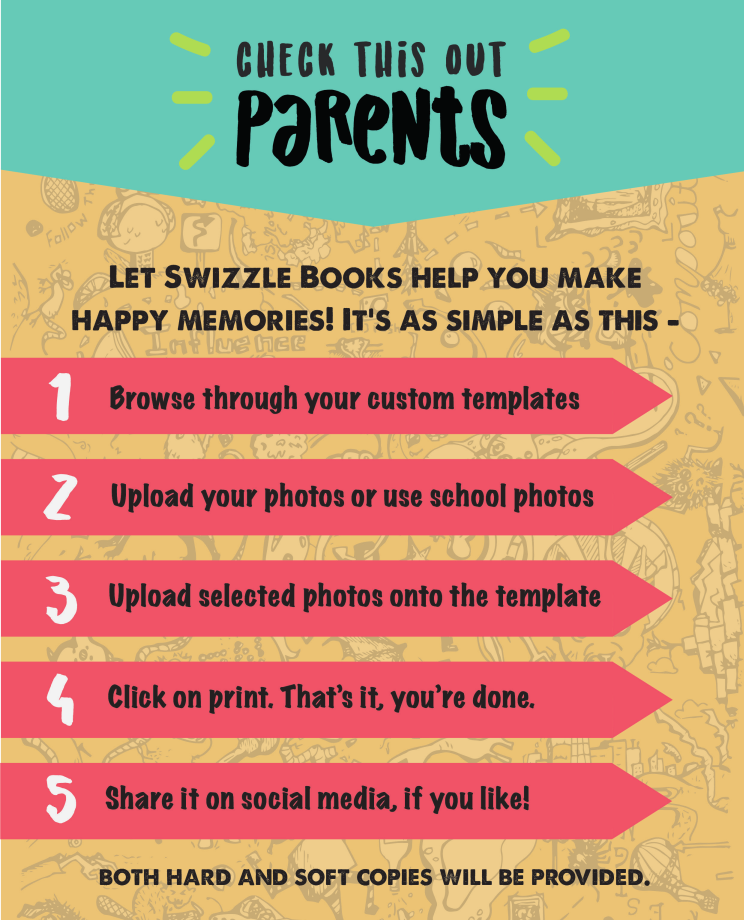 CHECK THIS OUT
PARENTS
LET SWIZZLE BOOKS HELP YOU MAKE
HAPPY MEMORIES! IT'S AS SIMPLE AS THIS -
1 Browse through your custom templates
2 Upload your photos or use school photos
3 Upload selected photos onto the template
4 Click on print. That's it, you're done.
5 Share it on social media, if you like!
BOTH HARD AND SOFT COPIES WILL BE PROVIDED.
Follow Th
Influence